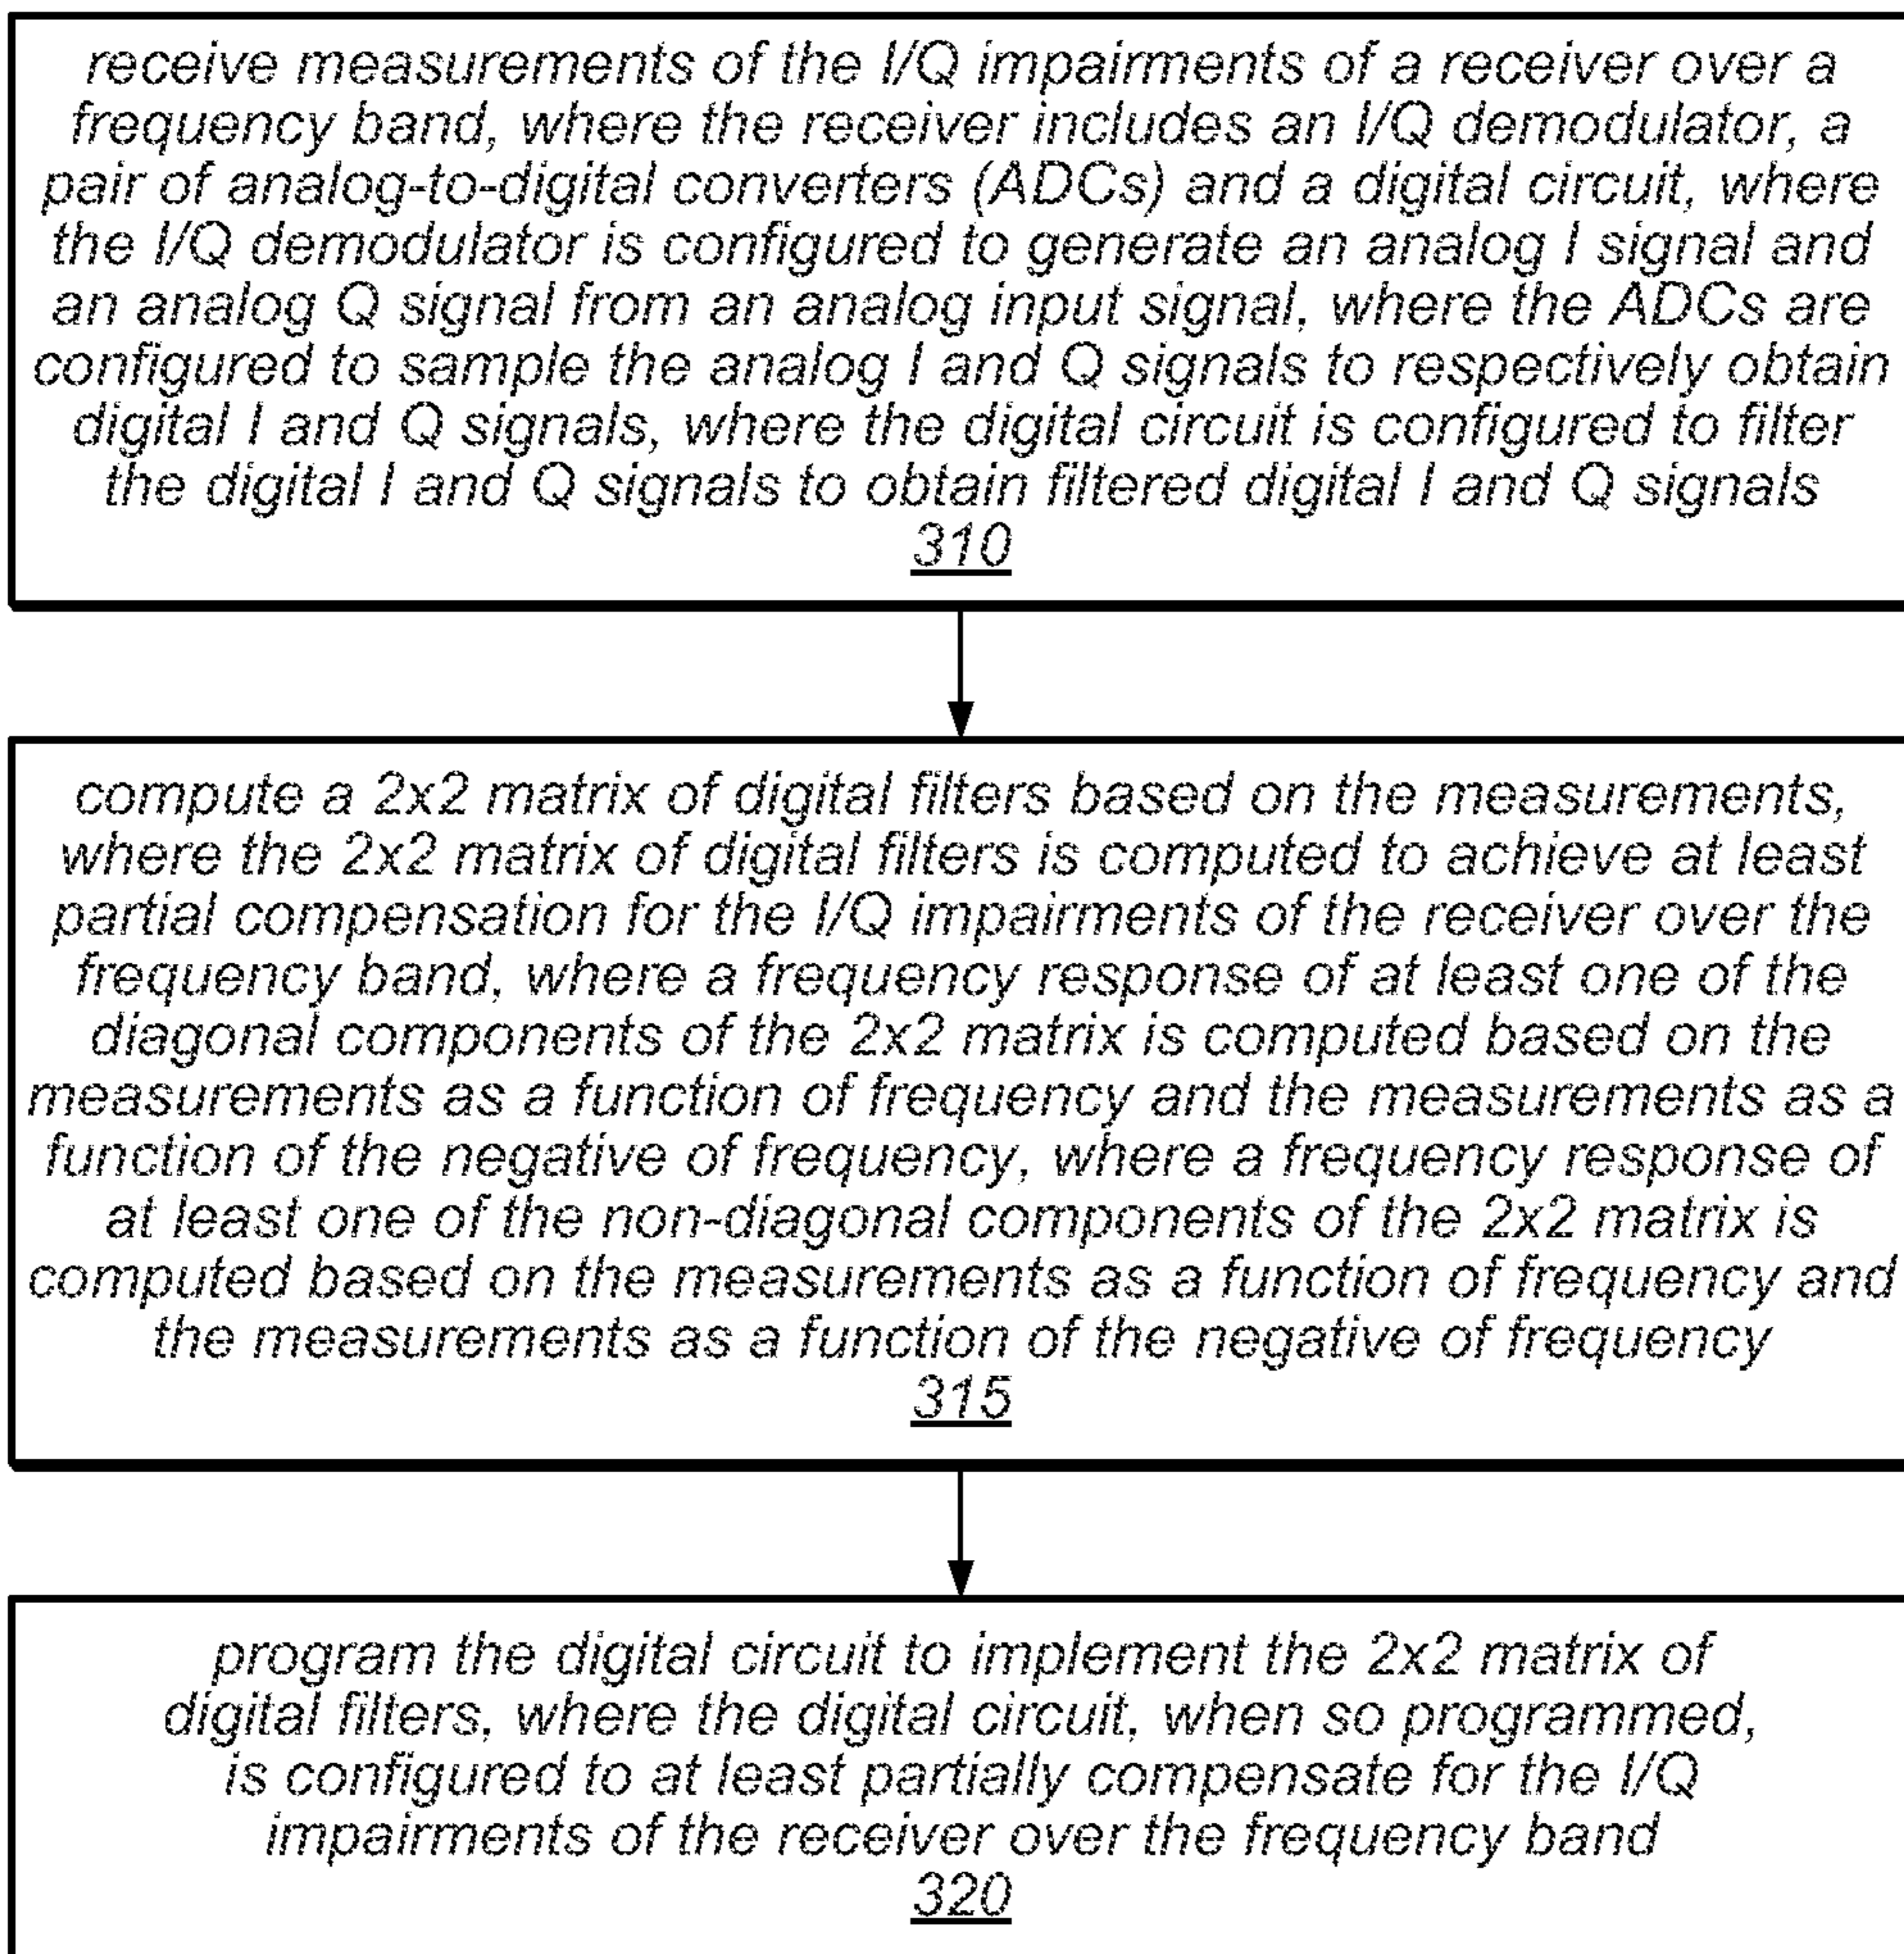 receive measurements of the I/Q impairments of a receiver over a
frequency band, where the receiver includes an I/Q demodulator, a
pair of analog-to-digital converters (ADCs) and a digital circuit, where
the I/Q demodulator is configured to generate an analog I signal and
an analog Q signal from an analog input signal, where the ADCs are
configured to sample the analog I and Q signals to respectively obtain
digital I and Q signals, where the digital circuit is configured to filter
the digital I and Q signals to obtain filtered digital I and Q signals
310
compute a 2x2 matrix of digital filters based on the measurements,
where the 2x2 matrix of digital filters is computed to achieve at least
partial compensation for the I/Q impairments of the receiver over the
frequency band, where a frequency response of at least one of the
diagonal components of the 2x2 matrix is computed based on the
measurements as a function of frequency and the measurements as a
function of the negative of frequency, where a frequency response of
at least one of the non-diagonal components of the 2x2 matrix is
computed based on the measurements as a function of frequency and
the measurements as a function of the negative of frequency
315
program the digital circuit to implement the 2x2 matrix of
digital filters, where the digital circuit, when so programmed,
is configured to at least partially compensate for the I/Q
impairments of the receiver over the frequency band
320